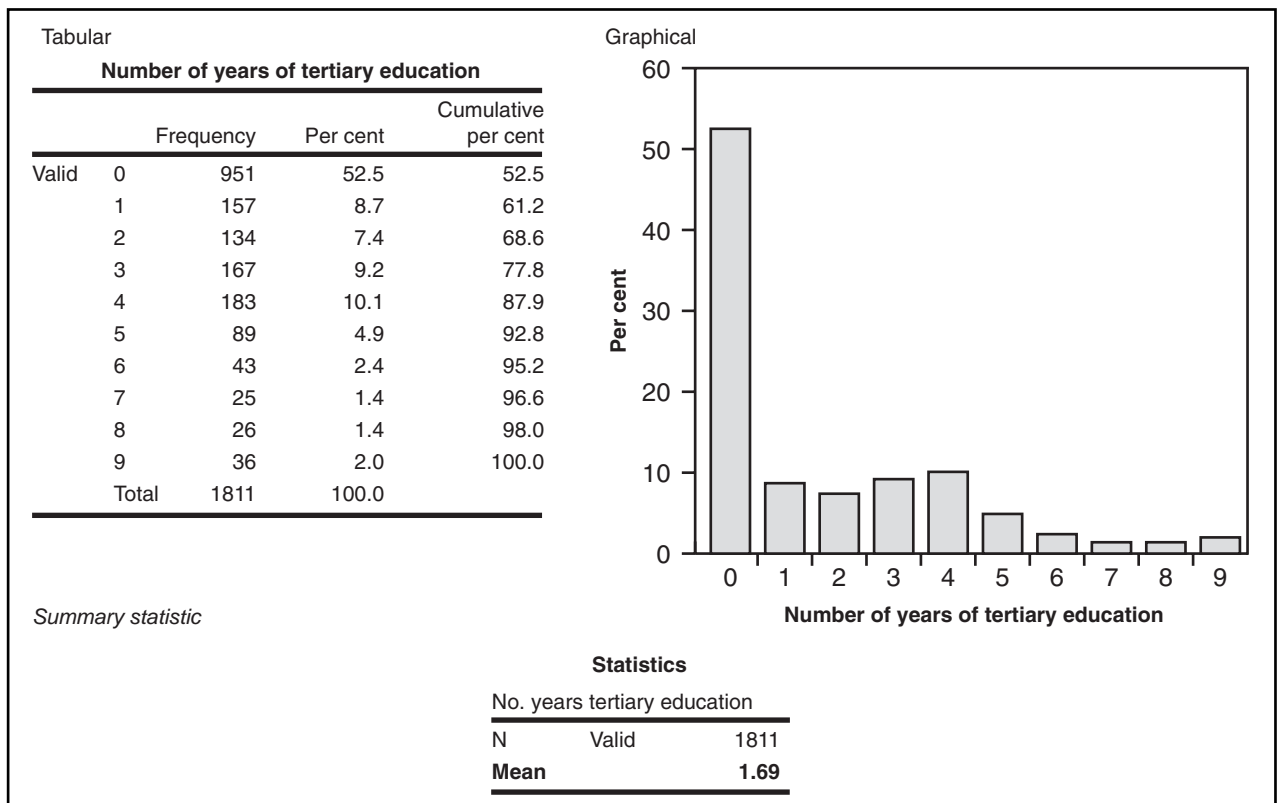 Tabular
Number of years of tertiary education
Cumulative
Frequency Per cent per cent
Valid 0 951 52.5 52.5
1 157 8.7 61.2
2 134 7.4 68.6
3 167 9.2 77.8
4 183 10.1 87.9
5 89 4.9 92.8
6 43 2.4 95.2
7 25 1.4 96.6
8 26 1.4 98.0
9 36 2.0 100.0
Total 1811 100.0
Graphical
60
50
40
30
20
10
0
Per cent
0 1 2 3 4 5 6 7 8 9
Number of years of tertiary education
Summary statistic
Statistics
No. years tertiary education
N Valid 1811
Mean 1.69